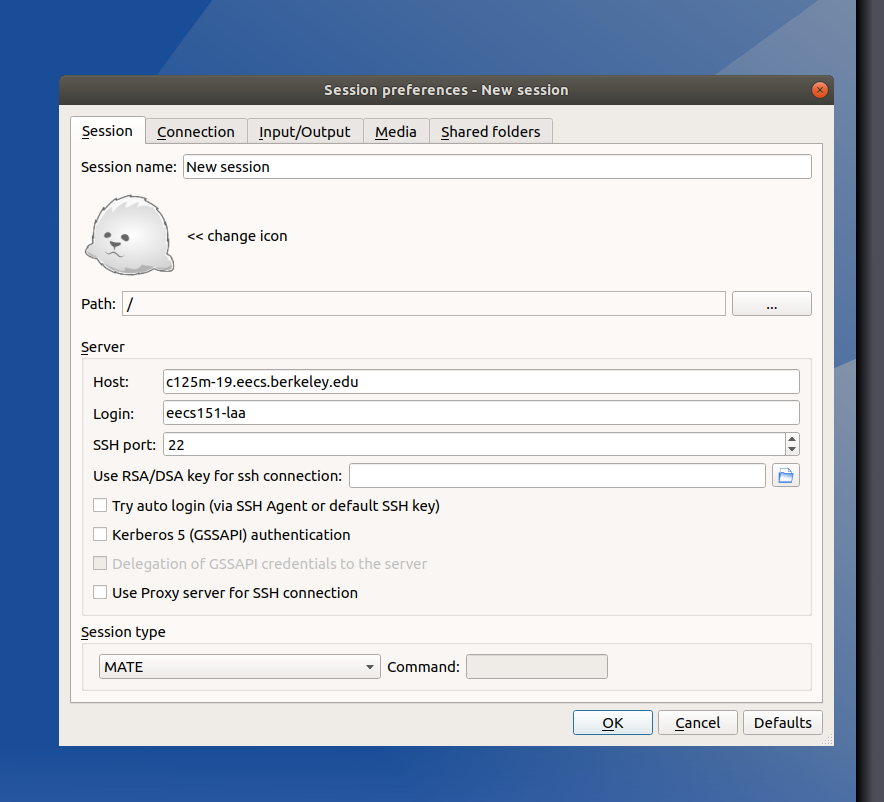 Session preferences - New session
Session Connection Input/Output Media Shared folders
Session name: New session
<< change icon
Path: / ...
Server
Host: c125m-19.eecs.berkeley.edu
Login: eecs151-laa
SSH port: 22
Use RSA/DSA key for ssh connection:
Try auto login (via SSH Agent or default SSH key)
Kerberos 5 (GSSAPI) authentication
Delegation of GSSAPI credentials to the server
Use Proxy server for SSH connection
Session type
MATE Command:
OK Cancel Defaults